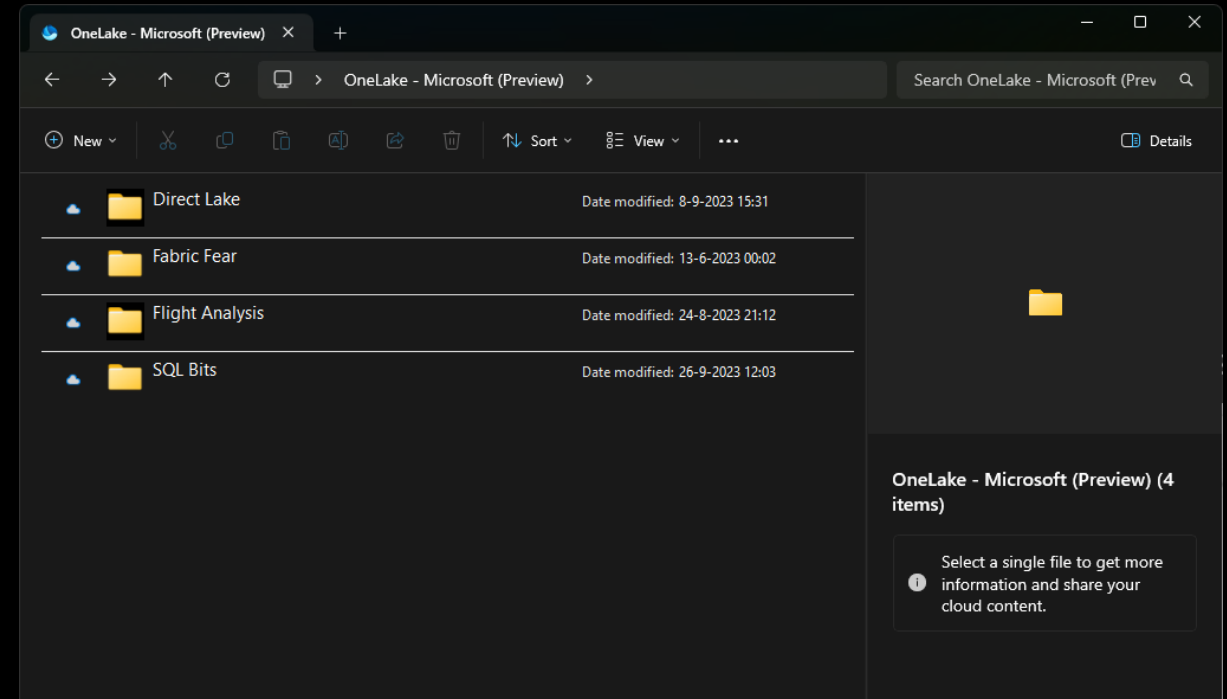 OneLake - Microsoft (Preview)
OneLake - Microsoft (Preview)
Search OneLake - Microsoft (Prev
New
Sort
View
Details
Direct Lake
Date modified: 8-9-2023 15:31
Fabric Fear
Date modified: 13-6-2023 00:02
Flight Analysis
Date modified: 24-8-2023 21:12
SQL Bits
Date modified: 26-9-2023 12:03
OneLake - Microsoft (Preview) (4
items)
Select a single file to get more
information and share your
cloud content.